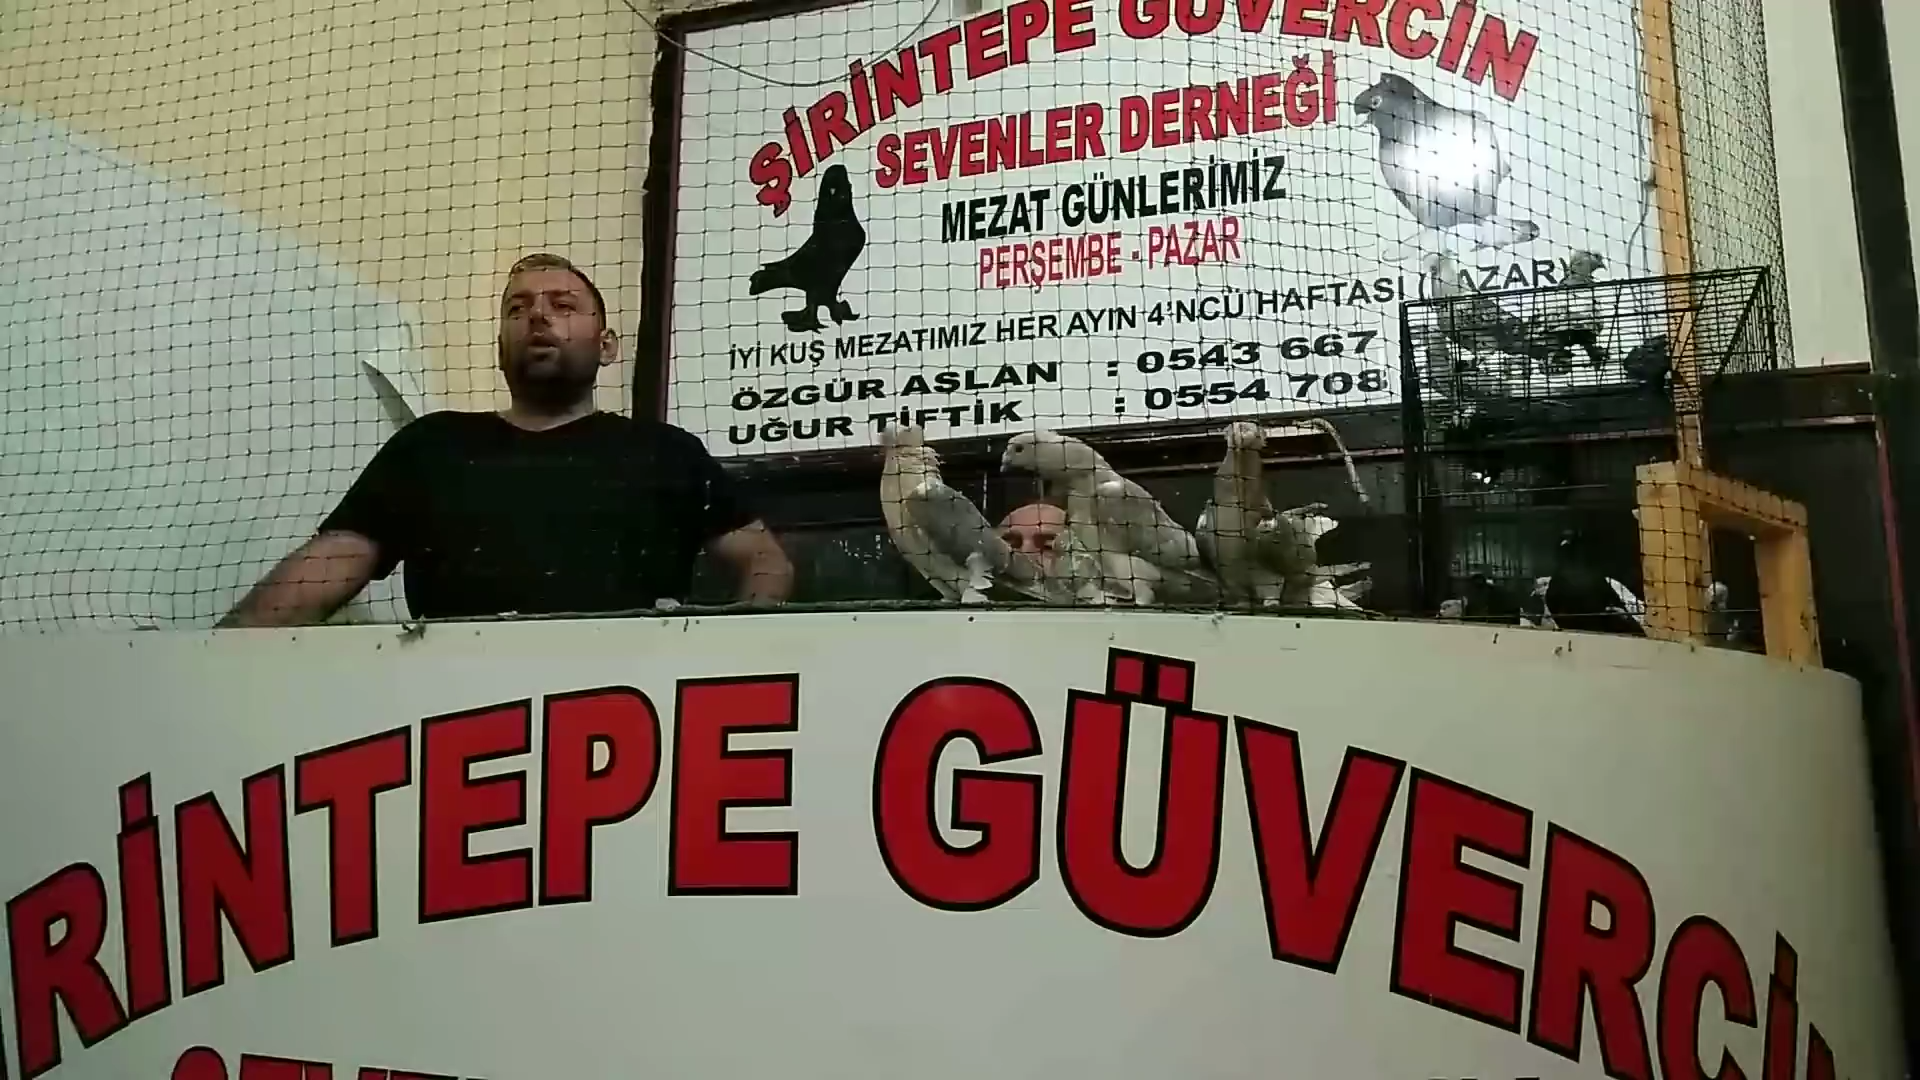 ŞİRİNTEPE GÜVERCİN
SEVENLER DERNEĞİ
MEZAT GÜNLERİMİZ
PERŞEMBE - PAZAR
İYİ KUŞ MEZATIMIZ HER AYIN 4'NCÜ HAFTASI (PAZAR)
ÖZGÜR ASLAN : 0543 667
UĞUR TİFTİK : 0554 708
RİNTEPE GÜVERCİ